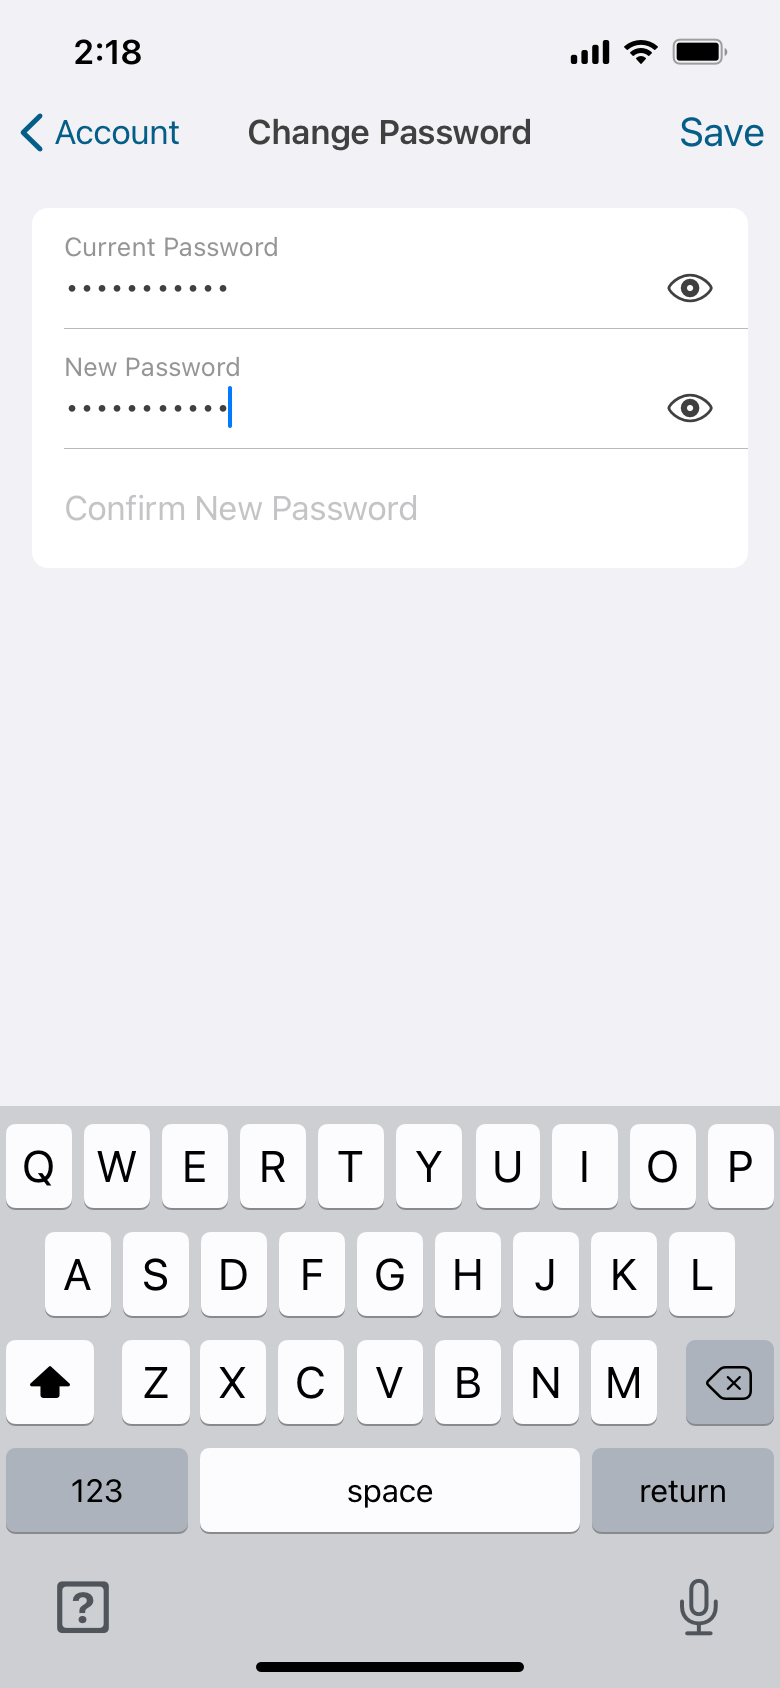 2:18
Account
Change Password
Save
Current Password
•••••••••••
New Password
•••••••••••
Confirm New Password
Q W E R T Y U I O P
A S D F G H J K L
Z X C V B N M
123 space return
?